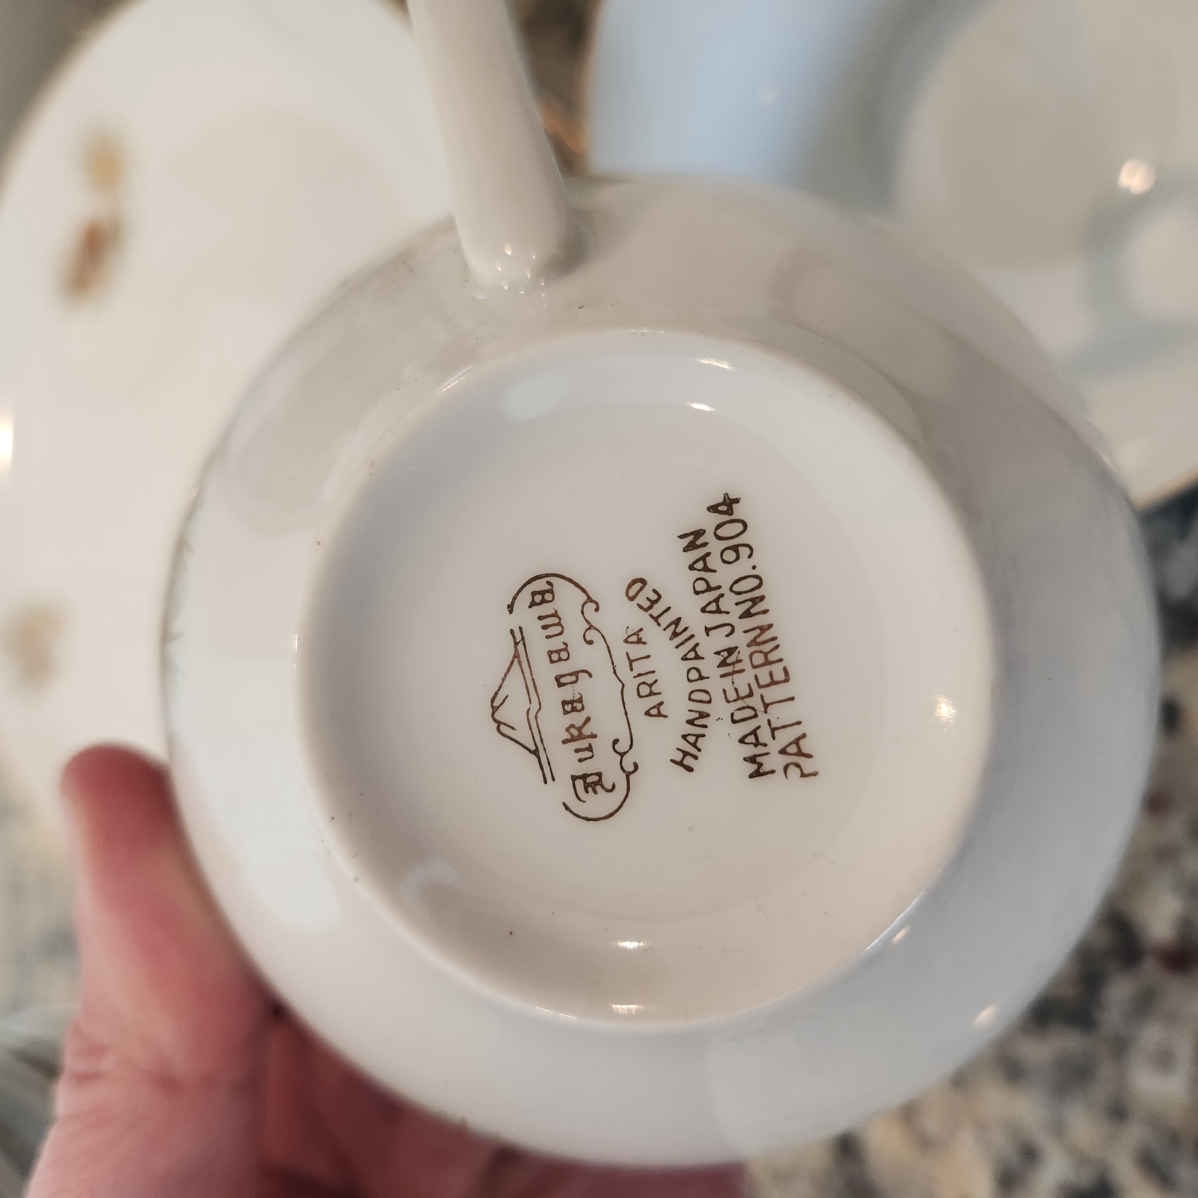 Fukagawa
ARITA
HANDPAINTED
MADE IN JAPAN
PATTERN NO.904